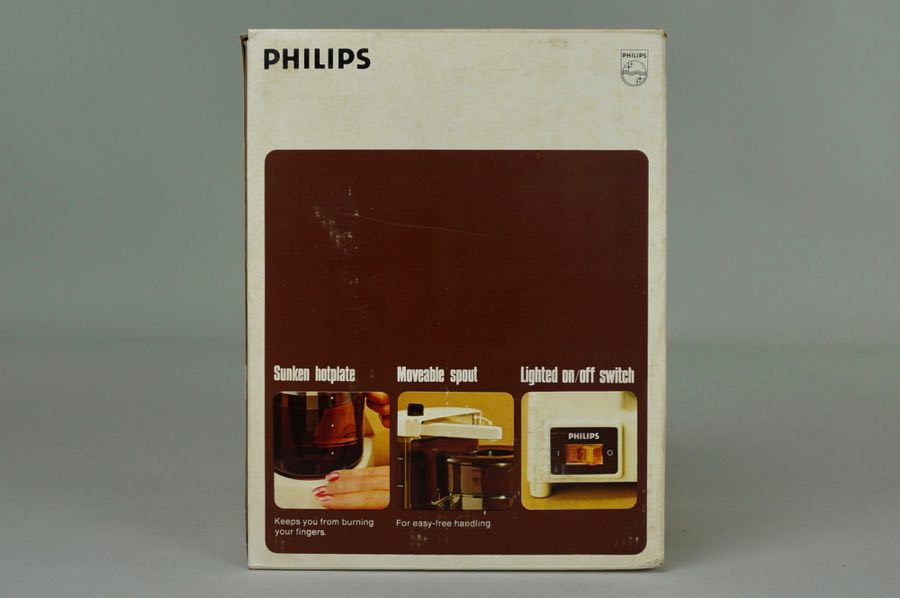 PHILIPS
PHILIPS
Sunken hotplate
Moveable spout
Lighted on/off switch
PHILIPS
I O
Keeps you from burning
your fingers.
For easy-free handling.